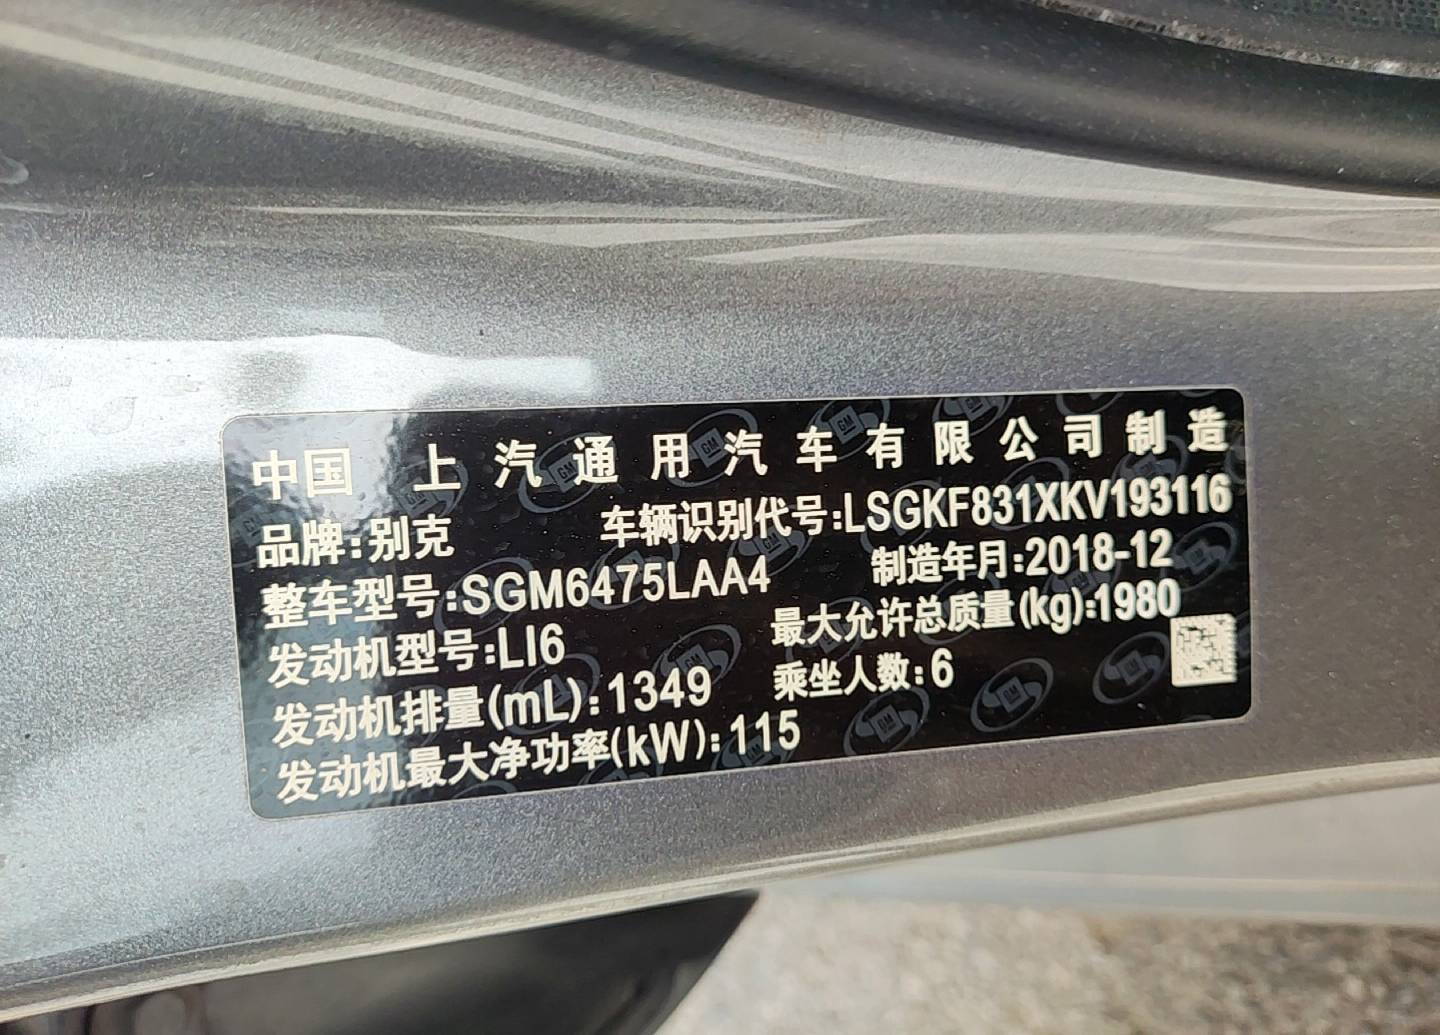 中国 上汽通用汽车有限公司制造
品牌:别克 车辆识别代号:LSGKF831XKV193116
整车型号:SGM6475LAA4 制造年月:2018-12
发动机型号:LI6 最大允许总质量(kg):1980
发动机排量(mL):1349 乘坐人数:6
发动机最大净功率(kW):115